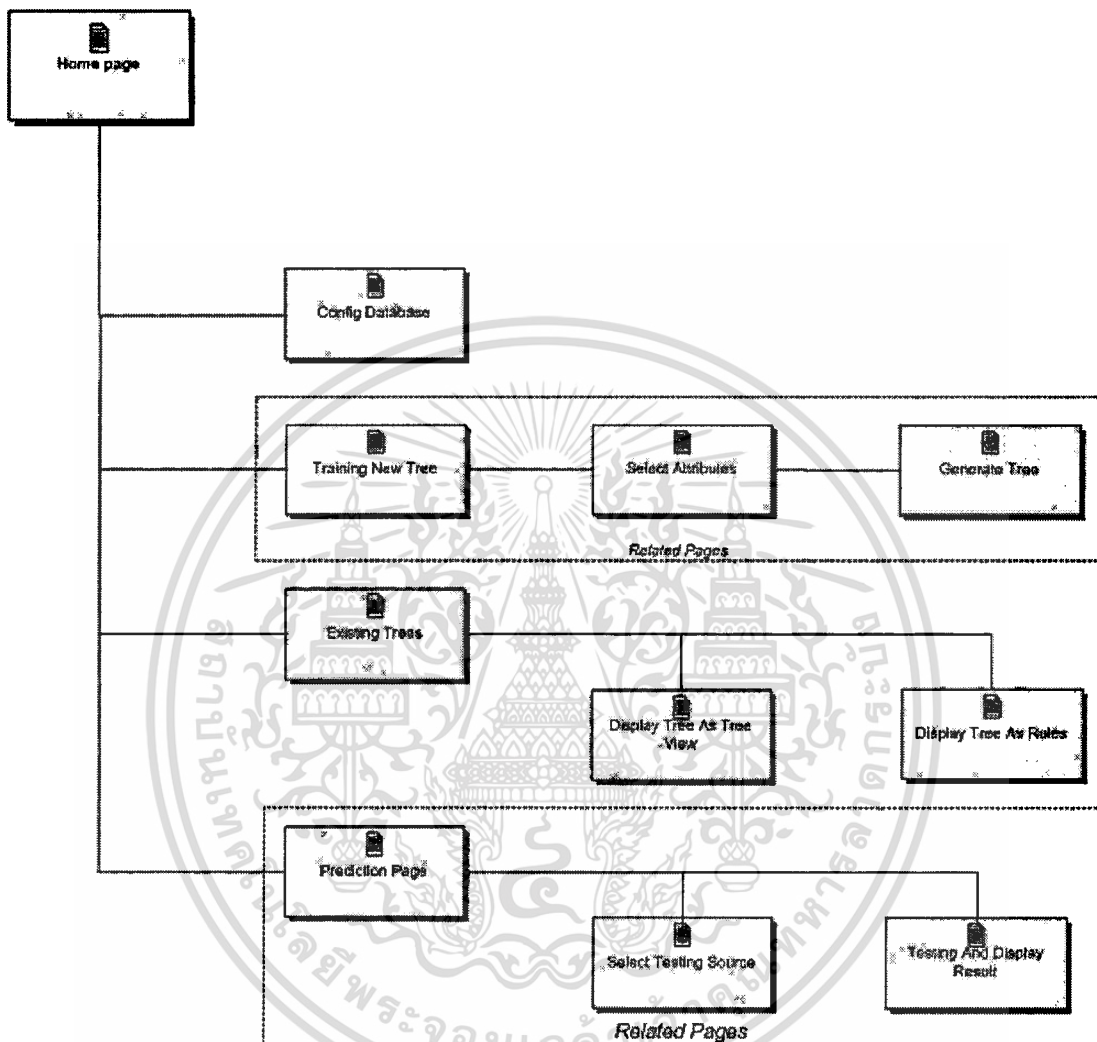 Home page
Config Database
Training New Tree
Select Attributes
Generate Tree
Related Pages
Existing Trees
Display Tree As Tree
-View
Display Tree As Rules
Prediction Page
Select Testing Source
Testing And Display
Result
Related Pages